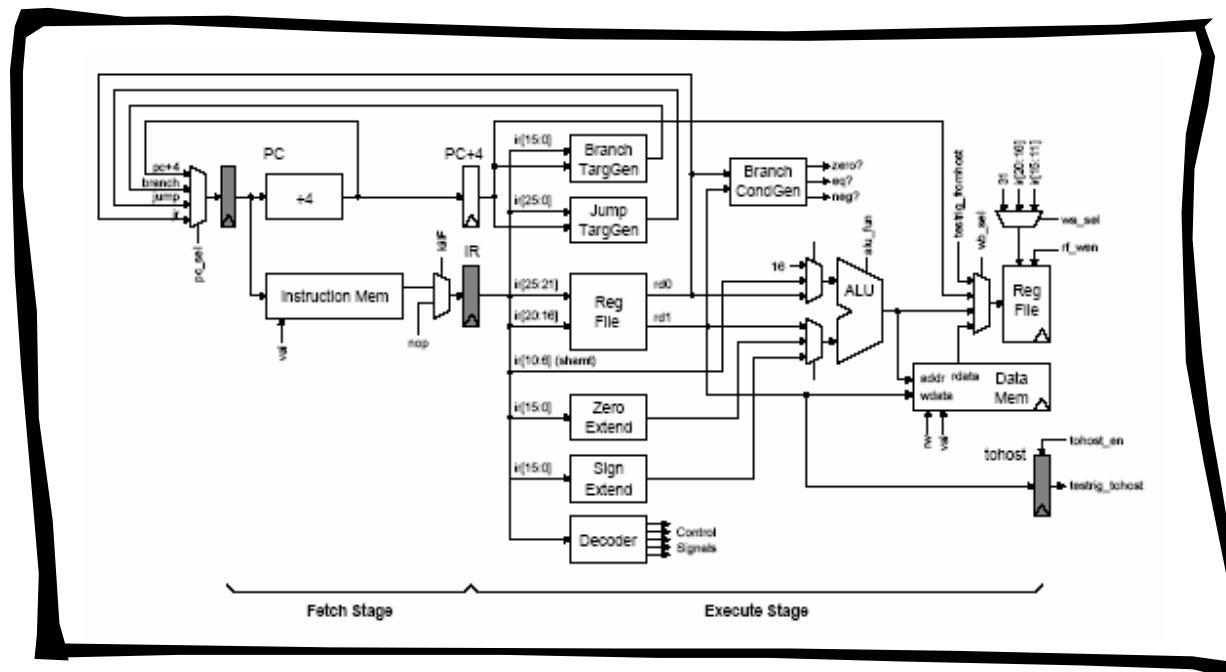 PC
PC+4
pc+4
branch
jump
jr
pc_sel
+4
Instruction Mem
val
nop
IR
ir[15:0]
Branch
TargGen
ir[25:0]
Jump
TargGen
ir[25:21]
ir[20:16]
Reg
File
rd0
rd1
ir[10:6] (shamt)
ir[15:0]
Zero
Extend
ir[15:0]
Sign
Extend
Decoder
Control
Signals
Branch
CondGen
zero?
eq?
neg?
16
alu_fun
ALU
testrig_fromhost
wb_sel
31
ir[20:16]
ir[15:11]
wa_sel
rf_wen
Reg
File
addr
rdata
wdata
Data
Mem
rw
val
tohost
tohost_en
testrig_tohost
Fetch Stage
Execute Stage